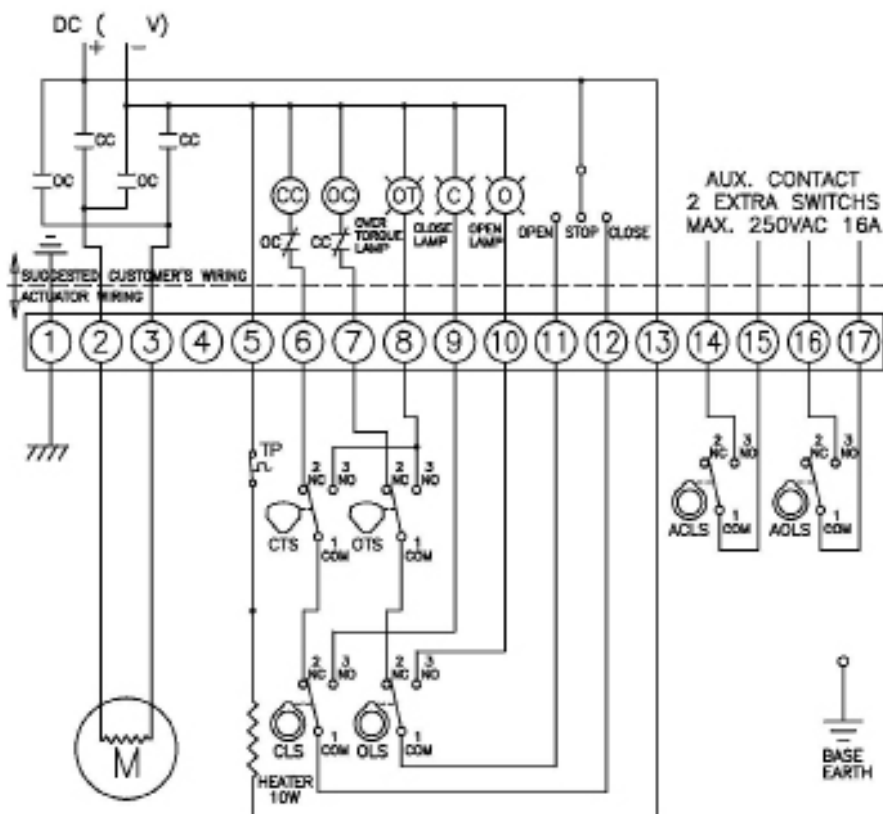 DC ( V)
+ −
CC CC
OC OC
CC OC OT C O
OC CC
OVER
TORQUE
LAMP
CLOSE
LAMP
OPEN
LAMP
OPEN STOP CLOSE
AUX. CONTACT
2 EXTRA SWITCHS
MAX. 250VAC 16A
SUGGESTED CUSTOMER'S WIRING
ACTUATOR WIRING
1 2 3 4 5 6 7 8 9 10 11 12 13 14 15 16 17
TP
2 NC 3 NO
1 COM
CTS
2 NC 3 NO
1 COM
OTS
2 NC 3 NO
1 COM
ACLS
2 NC 3 NO
1 COM
AOLS
2 NC 3 NO
1 COM
CLS
2 NC 3 NO
1 COM
OLS
M
HEATER
10W
BASE
EARTH